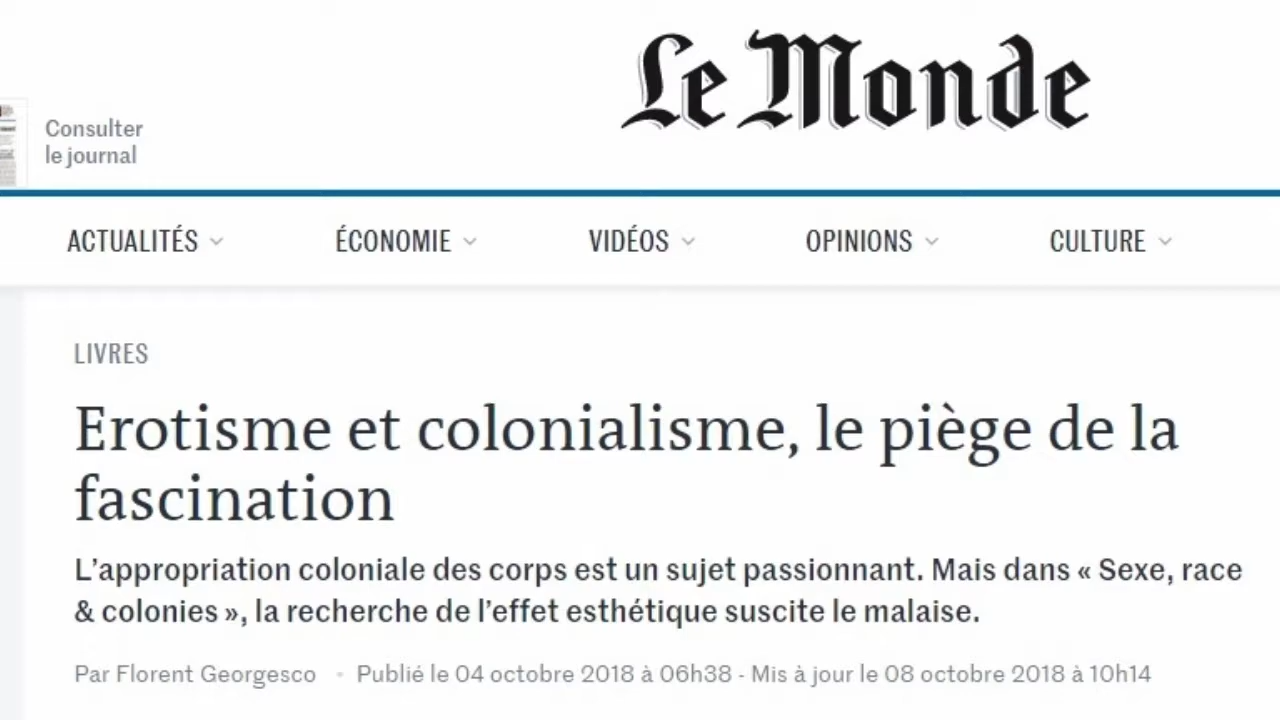 Le Monde
Consulter
le journal
ACTUALITÉS
ÉCONOMIE
VIDÉOS
OPINIONS
CULTURE
LIVRES
Erotisme et colonialisme, le piège de la
fascination
L’appropriation coloniale des corps est un sujet passionnant. Mais dans « Sexe, race
& colonies », la recherche de l’effet esthétique suscite le malaise.
Par Florent Georgesco • Publié le 04 octobre 2018 à 06h38 - Mis à jour le 08 octobre 2018 à 10h14